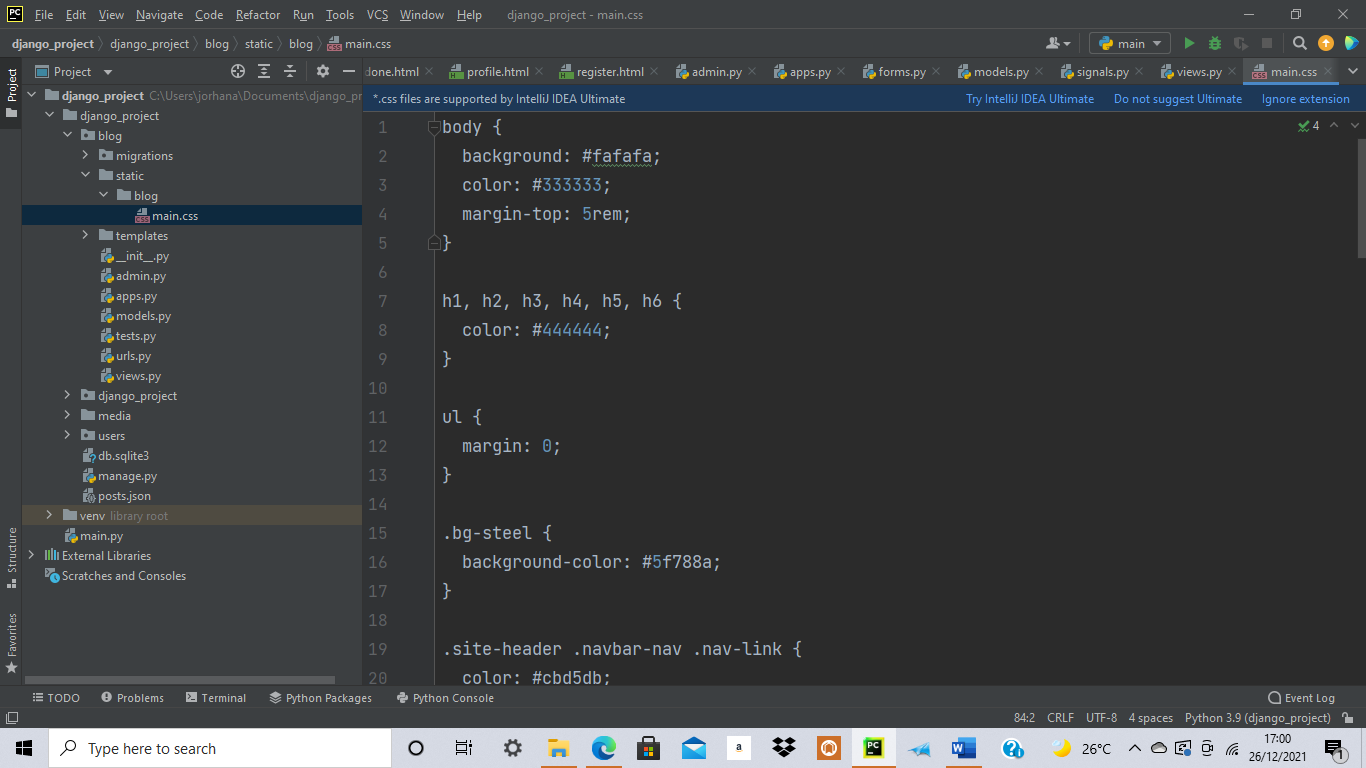 PC File Edit View Navigate Code Refactor Run Tools VCS Window Help django_project - main.css
django_project django_project blog static blog main.css main
Project
done.html profile.html register.html admin.py apps.py forms.py models.py signals.py views.py main.css
*.css files are supported by IntelliJ IDEA Ultimate Try IntelliJ IDEA Ultimate Do not suggest Ultimate Ignore extension
Project
django_project C:\Users\jorhana\Documents\django_pr
django_project
blog
migrations
static
blog
main.css
templates
__init__.py
admin.py
apps.py
models.py
tests.py
urls.py
views.py
django_project
media
users
db.sqlite3
manage.py
posts.json
venv library root
main.py
External Libraries
Scratches and Consoles
Structure
Favorites
4
1 body {
2 background: #fafafa;
3 color: #333333;
4 margin-top: 5rem;
5 }
6
7 h1, h2, h3, h4, h5, h6 {
8 color: #444444;
9 }
10
11 ul {
12 margin: 0;
13 }
14
15 .bg-steel {
16 background-color: #5f788a;
17 }
18
19 .site-header .navbar-nav .nav-link {
20 color: #cbd5db;
TODO Problems Terminal Python Packages Python Console Event Log
84:2 CRLF UTF-8 4 spaces Python 3.9 (django_project)
Type here to search a PC W 26°C 17:00
26/12/2021 1